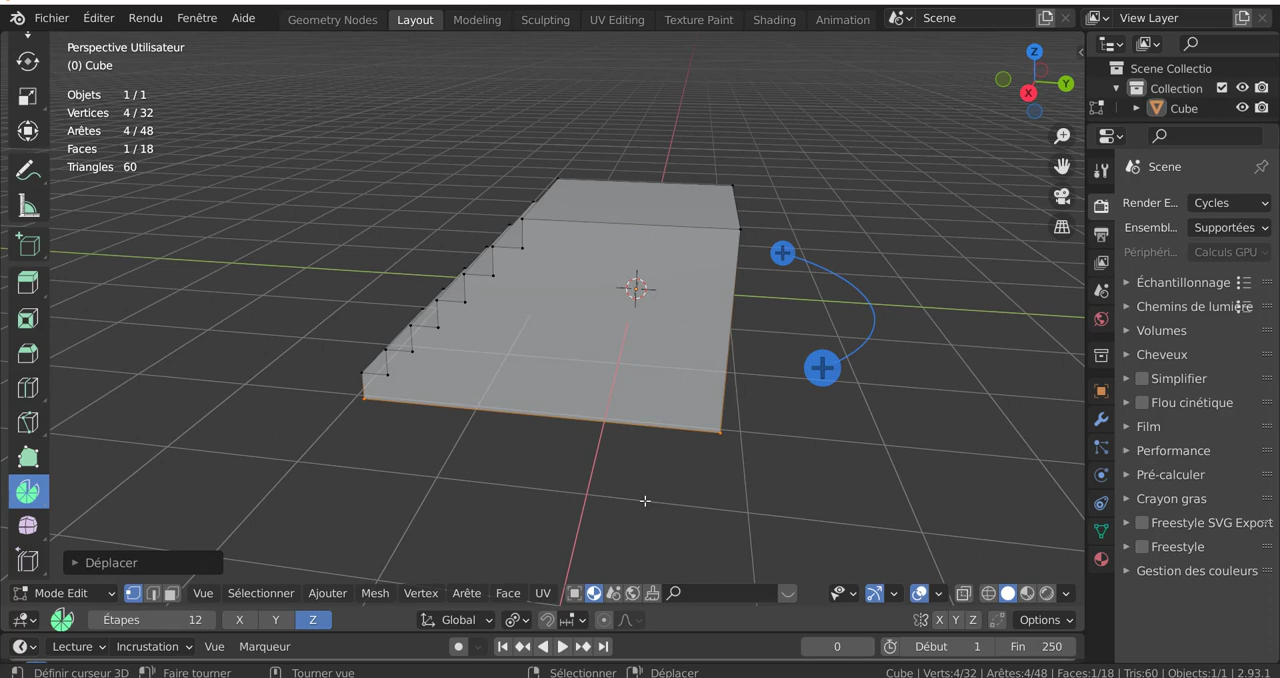 Fichier Éditer Rendu Fenêtre Aide Geometry Nodes Layout Modeling Sculpting UV Editing Texture Paint Shading Animation Scene View Layer
Perspective Utilisateur
(0) Cube
Objets 1 / 1
Vertices 4 / 32
Arêtes 4 / 48
Faces 1 / 18
Triangles 60
Z
Y
X
Scene Collectio
Collection
Cube
Scene
Render E... Cycles
Ensembl... Supportées
Périphéri... Calculs GPU
Échantillonnage
Chemins de lumière
Volumes
Cheveux
Simplifier
Flou cinétique
Film
Performance
Pré-calculer
Crayon gras
Freestyle SVG Export
Freestyle
Gestion des couleurs
Déplacer
Mode Edit Vue Sélectionner Ajouter Mesh Vertex Arête Face UV
Étapes 12 X Y Z Global X Y Z Options
Lecture Incrustation Vue Marqueur 0 Début 1 Fin 250
Définir curseur 3D Faire tourner Tourner vue Sélectionner Déplacer Cube | Verts:4/32 | Arêtes:4/48 | Faces:1/18 | Tris:60 | Objects:1/1 | 2.93.1